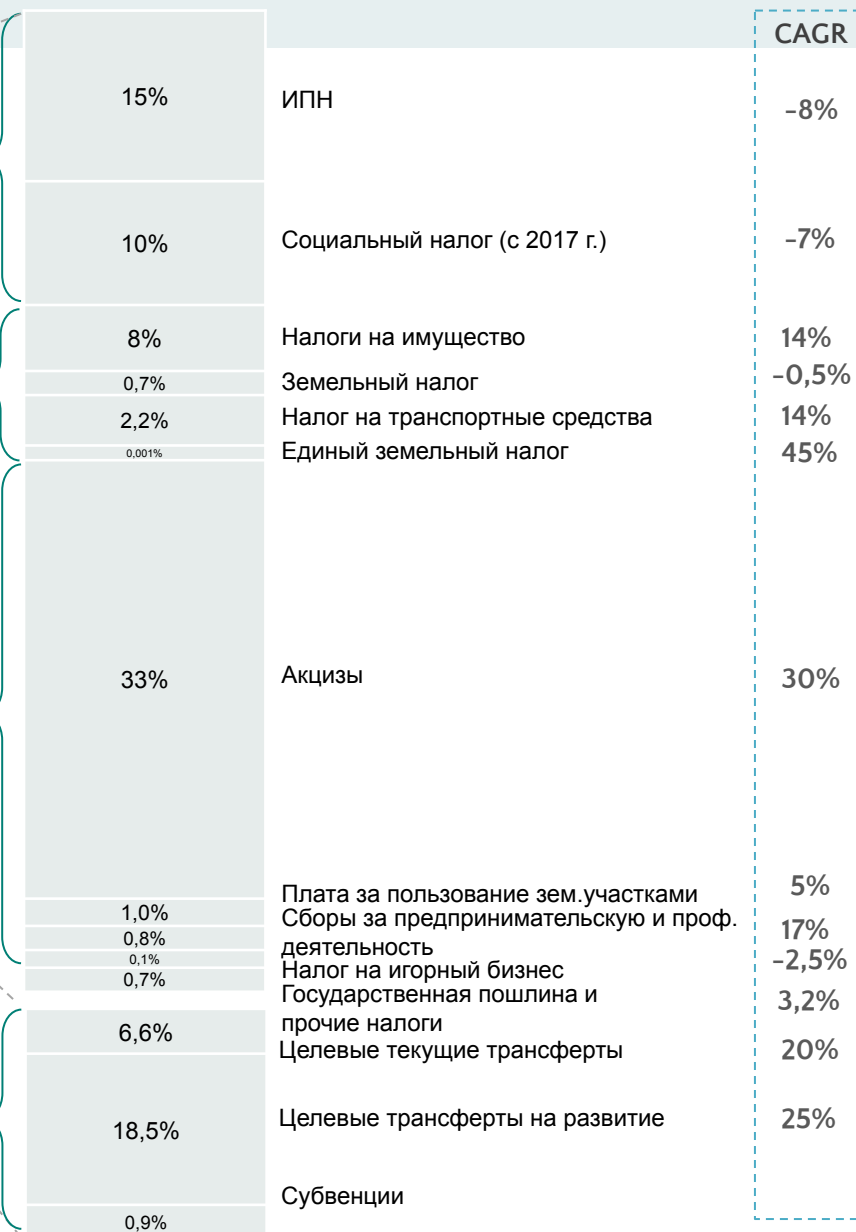 CAGR
15% ИПН -8%
10% Социальный налог (с 2017 г.) -7%
8% Налоги на имущество 14%
0,7% Земельный налог -0,5%
2,2% Налог на транспортные средства 14%
0,001% Единый земельный налог 45%
33% Акцизы 30%
1,0% Плата за пользование зем.участками 5%
0,8% Сборы за предпринимательскую и проф. 17%
деятельность
0,1% Налог на игорный бизнес -2,5%
0,7% Государственная пошлина и 3,2%
прочие налоги
6,6% Целевые текущие трансферты 20%
18,5% Целевые трансферты на развитие 25%
0,9% Субвенции